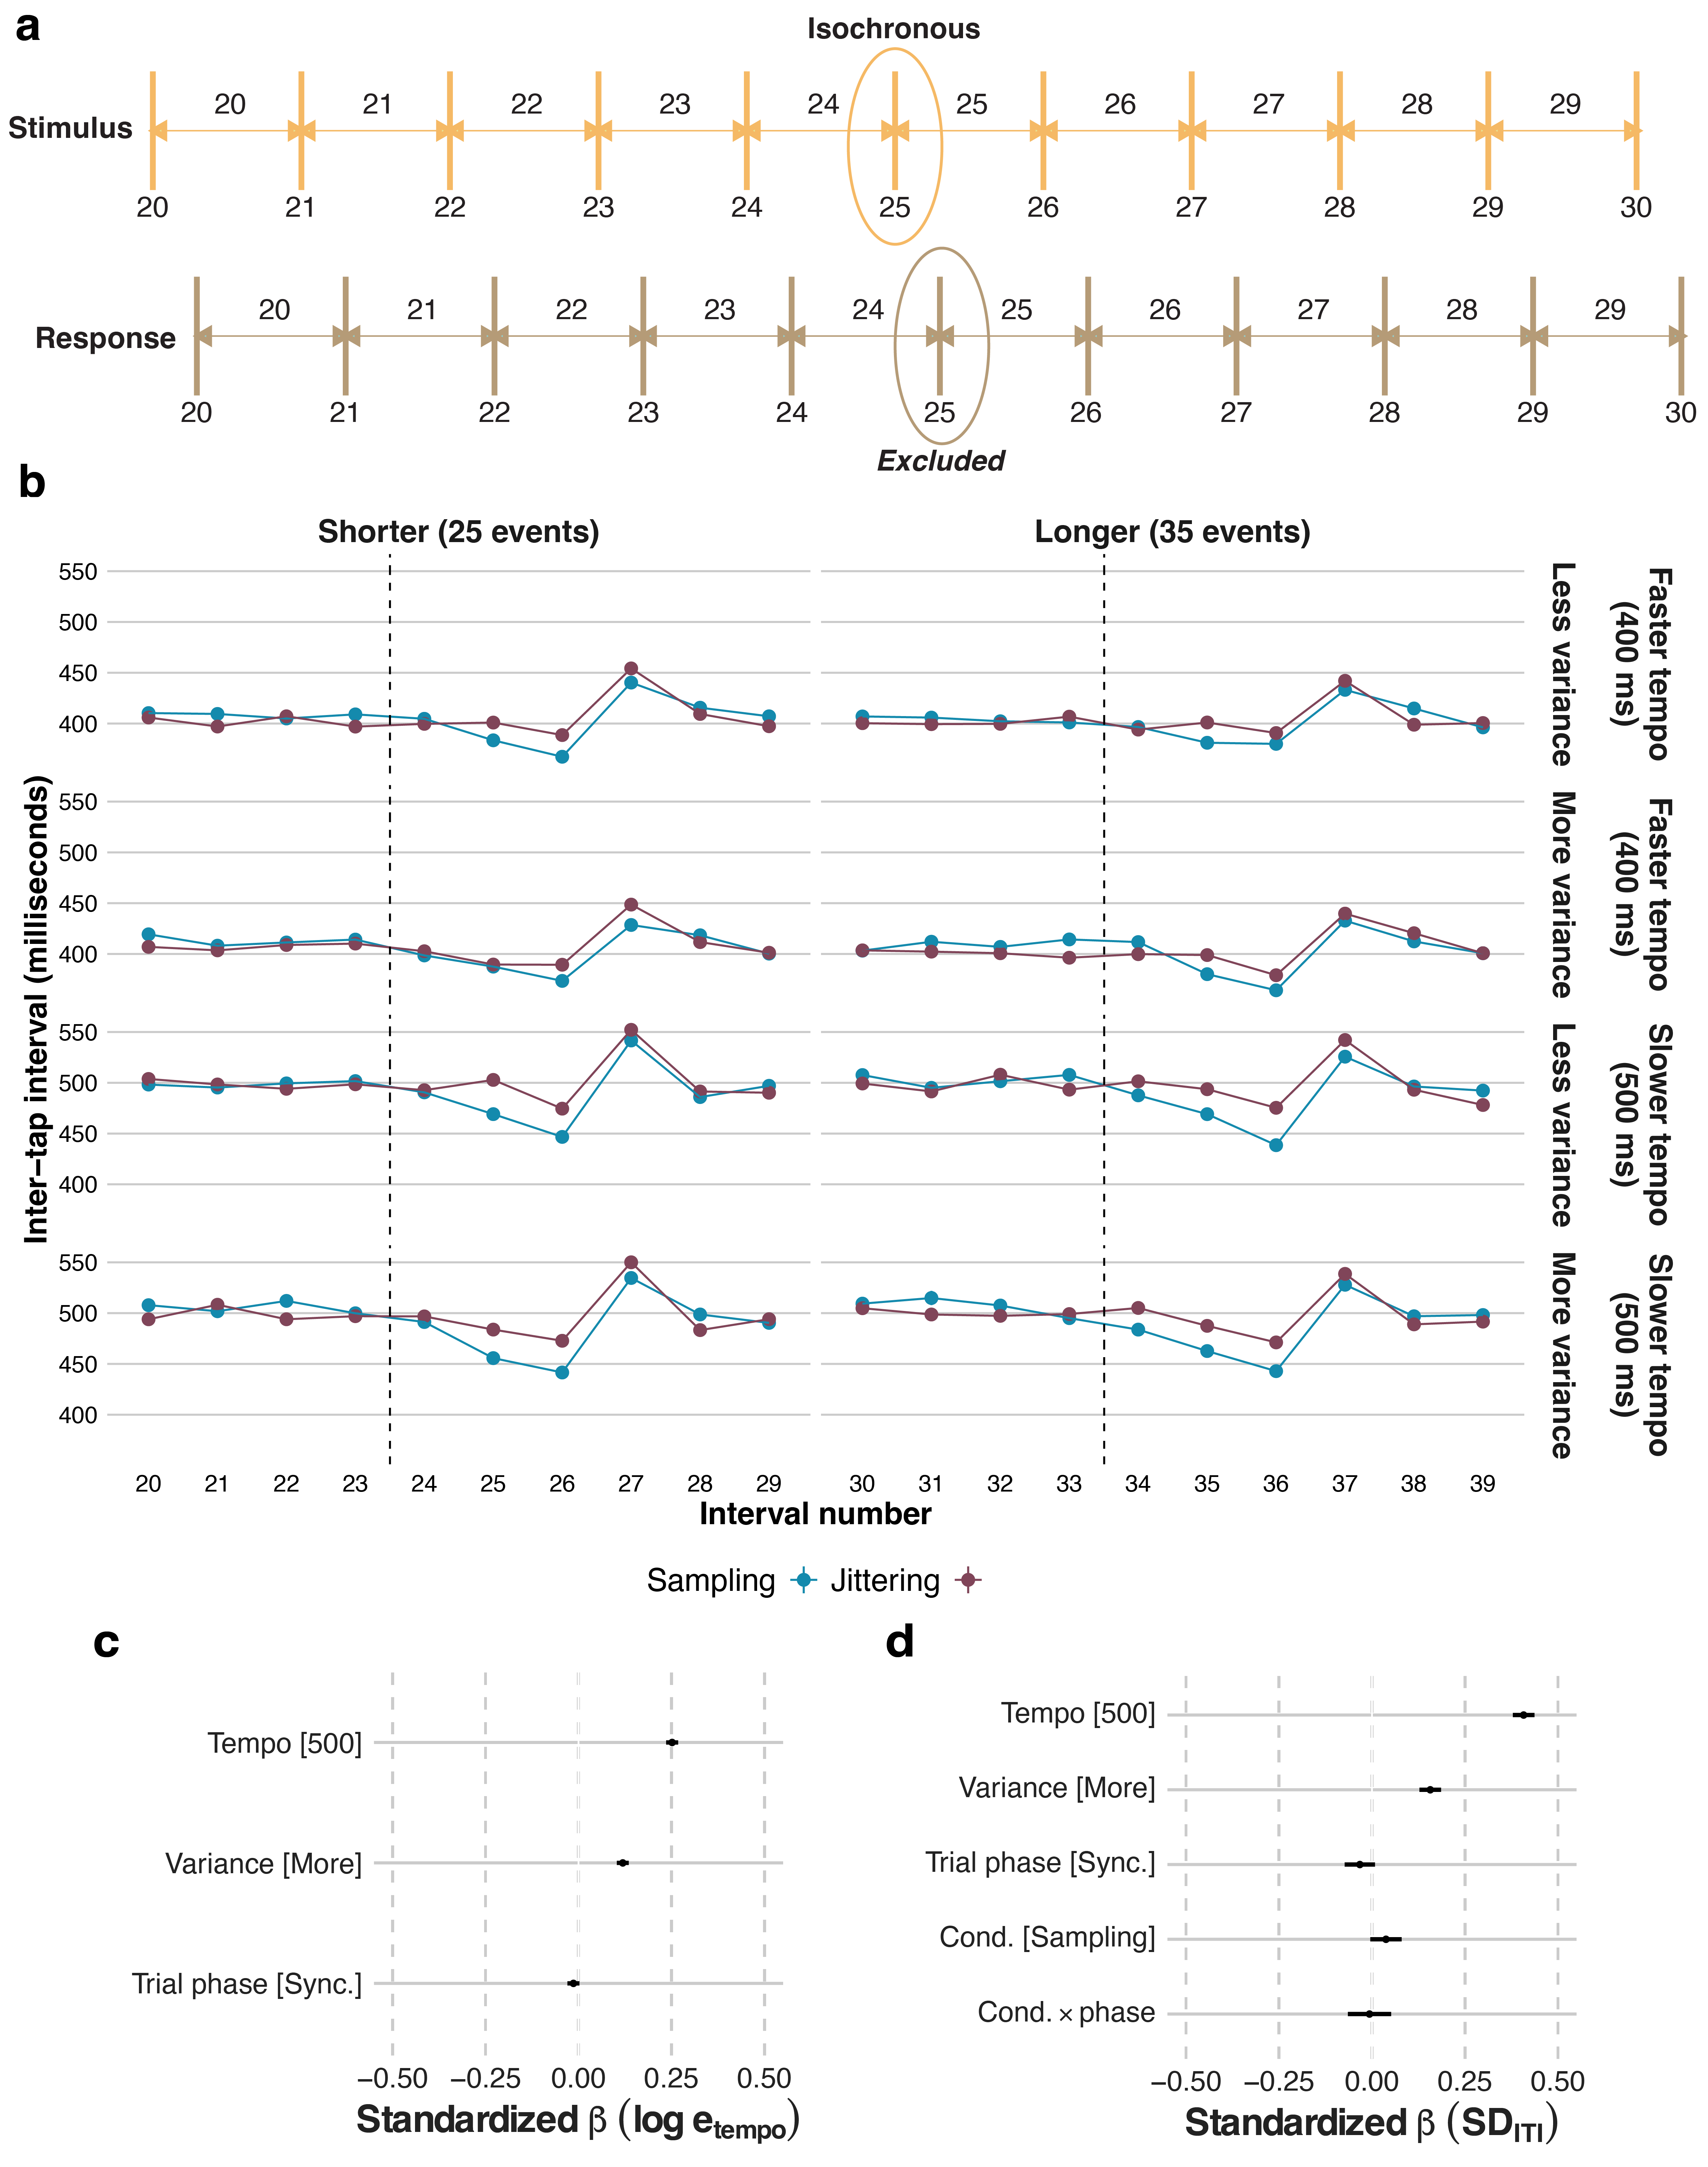 a
Isochronous
20 21 22 23 24 25 26 27 28 29
Stimulus
20 21 22 23 24 25 26 27 28 29 30
20 21 22 23 24 25 26 27 28 29
Response
20 21 22 23 24 25 26 27 28 29 30
Excluded
b
Shorter (25 events)
Longer (35 events)
Inter−tap interval (milliseconds)
550
500
450
400
Less variance
Faster tempo
(400 ms)
550
500
450
400
More variance
Faster tempo
(400 ms)
550
500
450
400
Less variance
Slower tempo
(500 ms)
550
500
450
400
More variance
Slower tempo
(500 ms)
20 21 22 23 24 25 26 27 28 29 30 31 32 33 34 35 36 37 38 39
Interval number
Sampling Jittering
c
Tempo [500]
Variance [More]
Trial phase [Sync.]
−0.50 −0.25 0.00 0.25 0.50
Standardized β (log e_tempo)
d
Tempo [500]
Variance [More]
Trial phase [Sync.]
Cond. [Sampling]
Cond. × phase
−0.50 −0.25 0.00 0.25 0.50
Standardized β (SD_ITI)